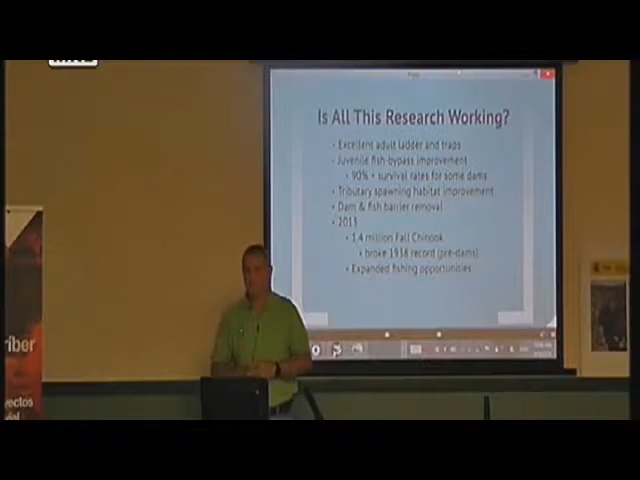 Is All This Research Working?
- Excellent adult ladder and traps
- Juvenile fish-bypass improvement
• 90% + survival rates for some dams
• Tributary spawning habitat improvement
• Dam & fish barrier removal
• 2013
• 1.4 million Fall Chinook
• broke 1938 record (pre-dams)
• Expanded fishing opportunities
riber
yectos